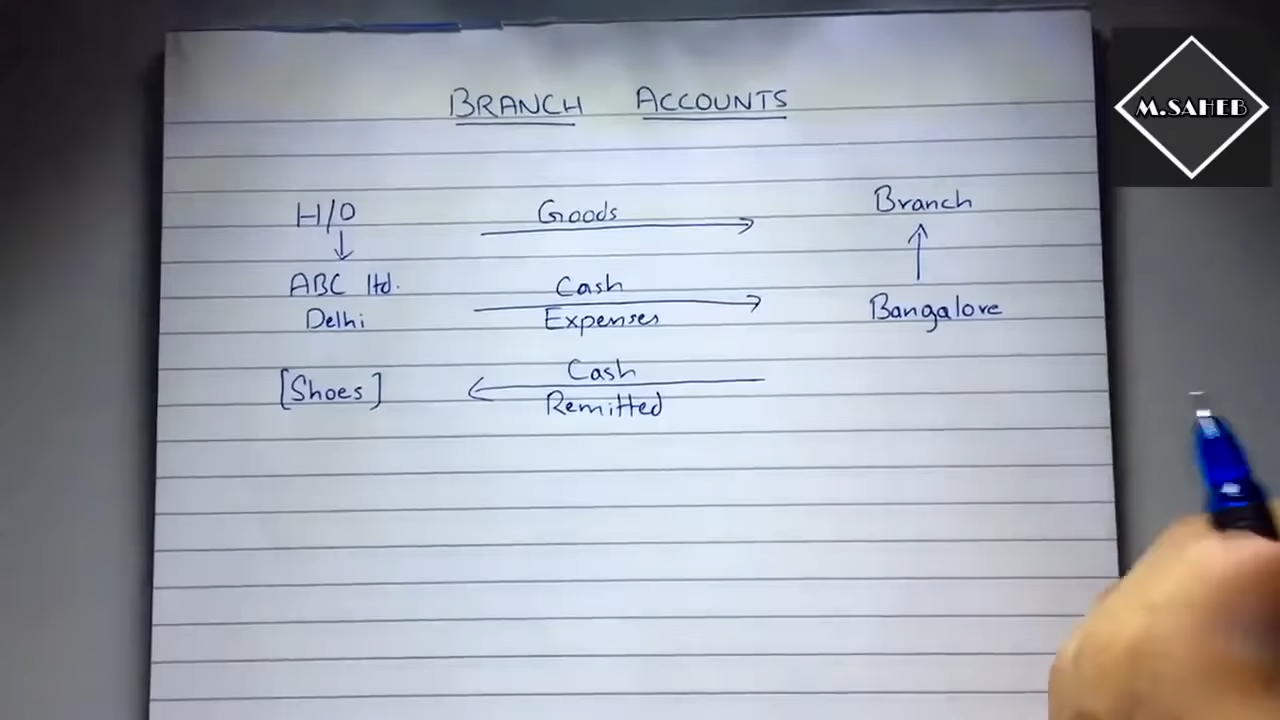 BRANCH ACCOUNTS
M.SAHEB
H/O Goods Branch
ABC ltd. Cash
Delhi Expenses Bangalore
[Shoes] Cash
Remitted